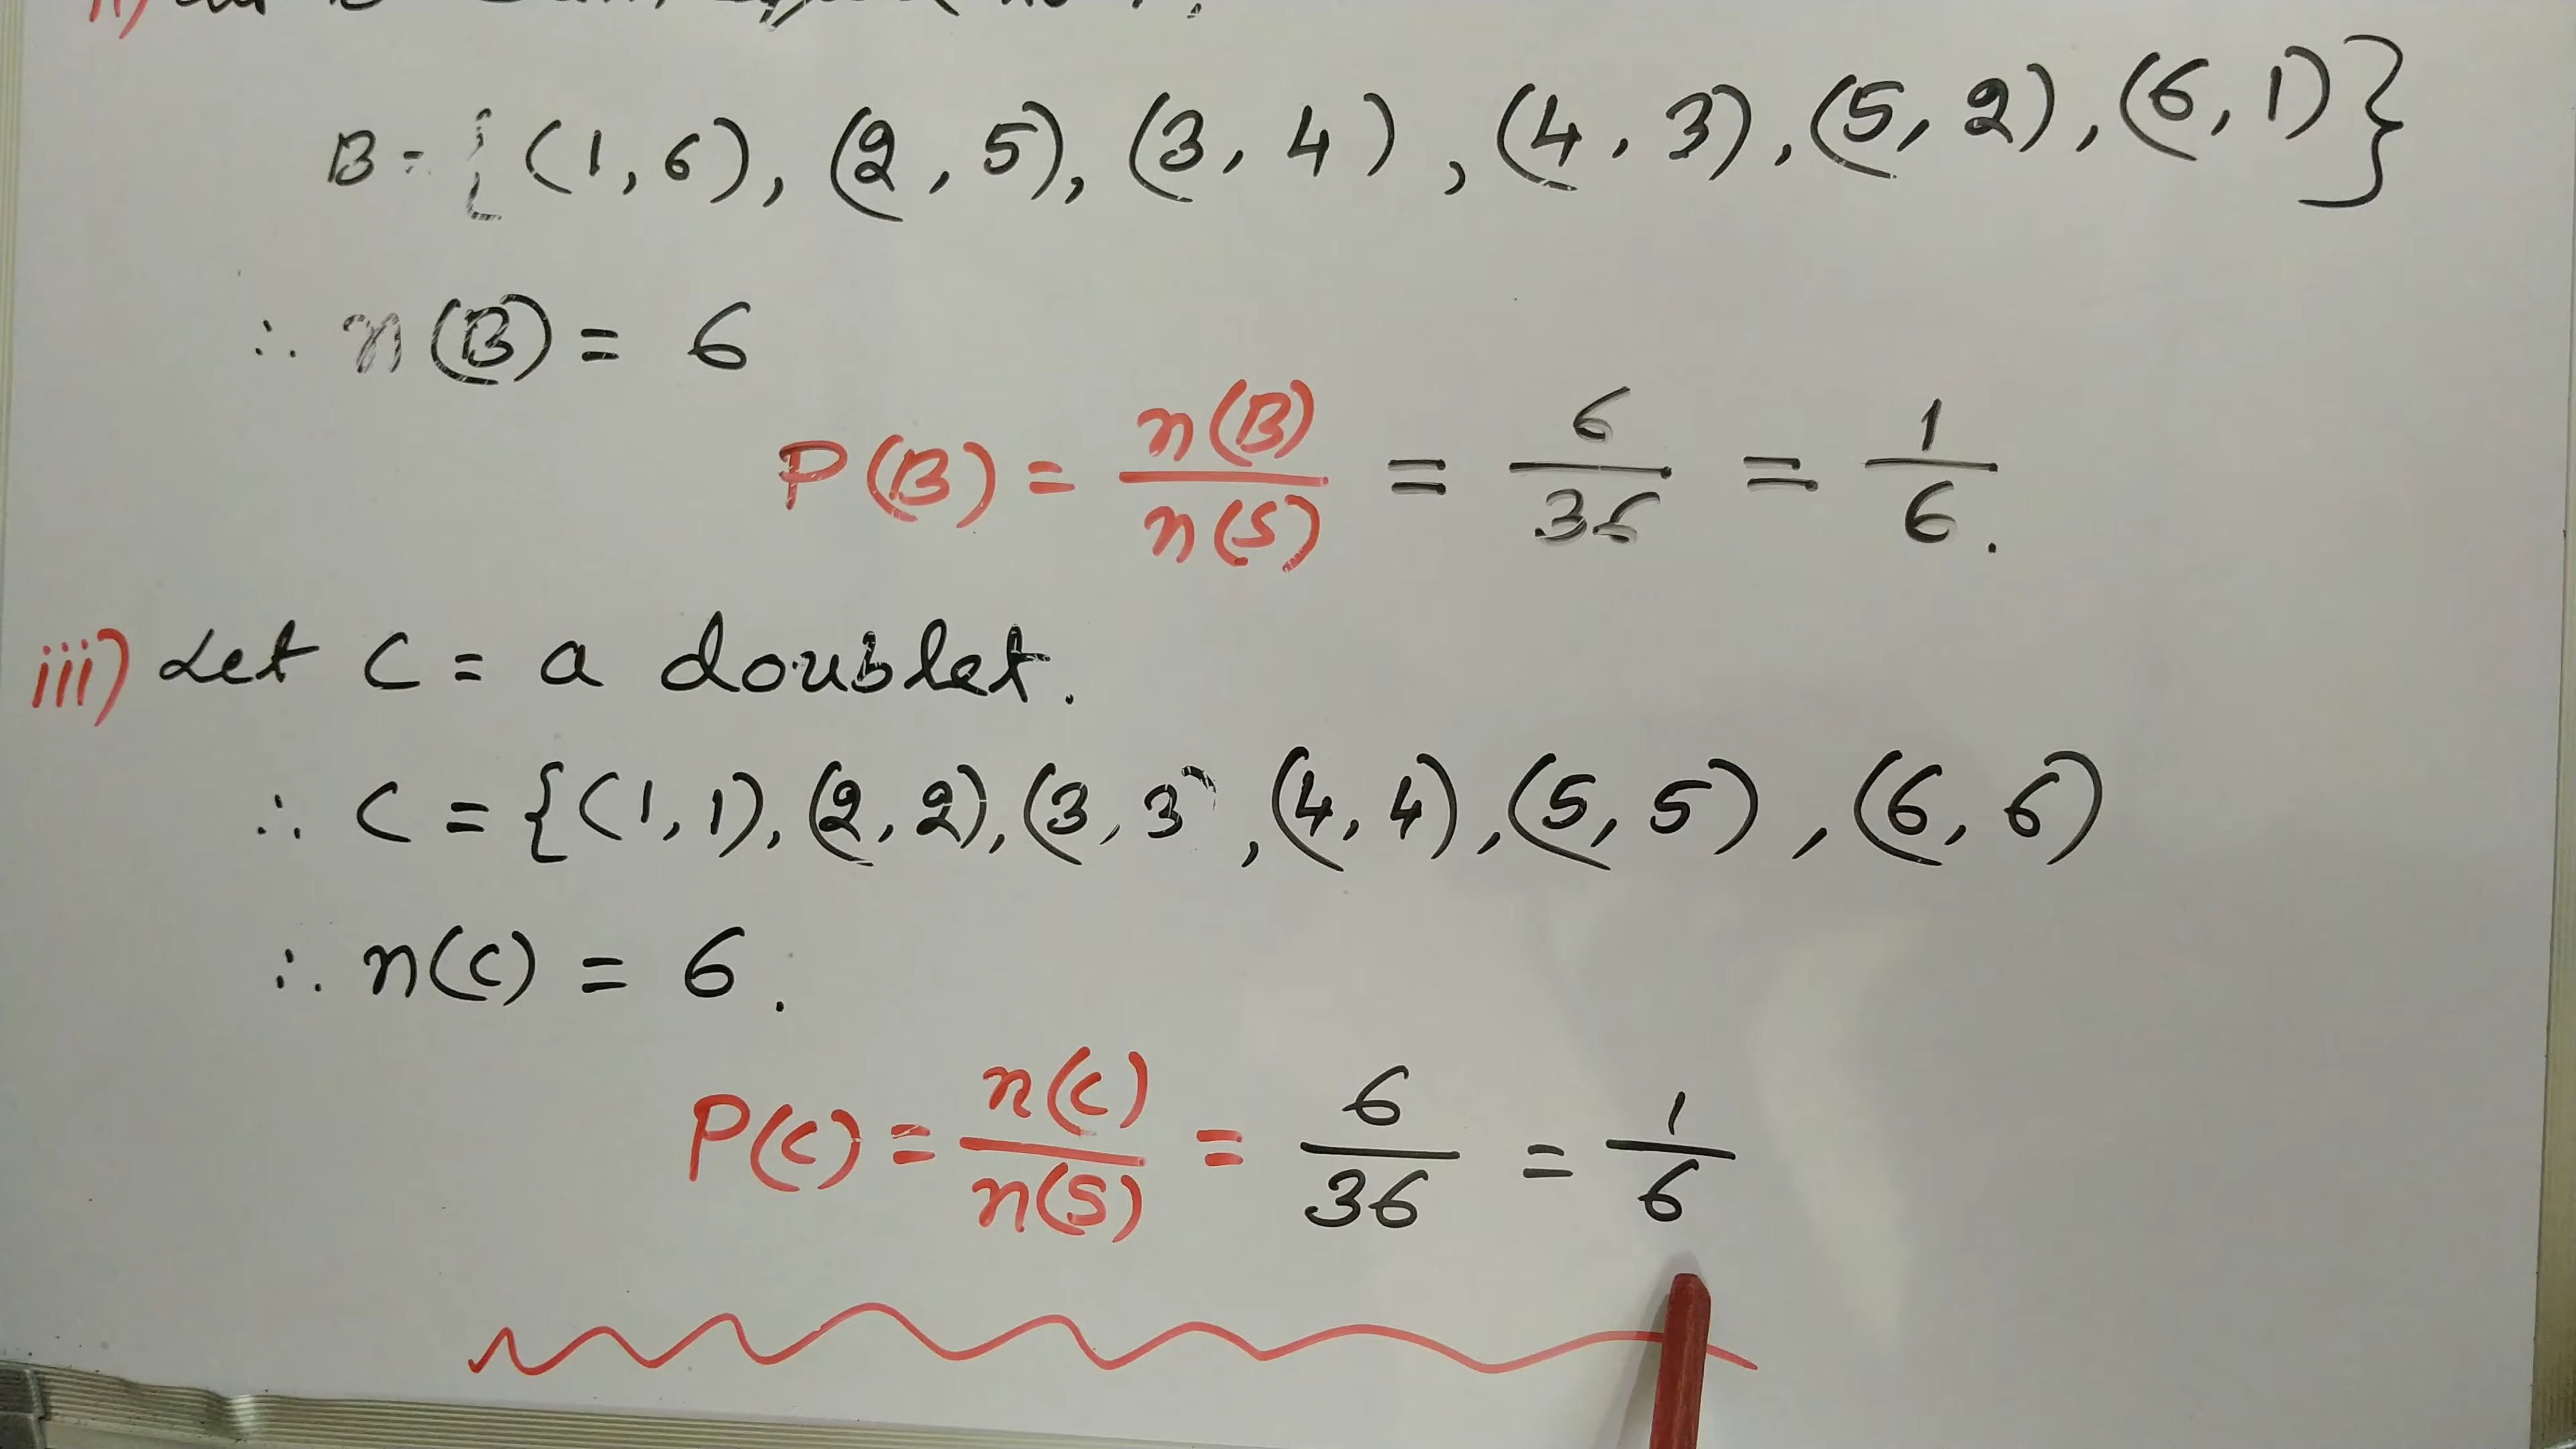 ii)
B = {(1,6), (2,5), (3,4), (4,3), (5,2), (6,1)}
∴ n(B) = 6
P(B) = n(B)/n(S) = 6/36 = 1/6.
iii) Let C = a doublet.
∴ C = {(1,1), (2,2), (3,3), (4,4), (5,5), (6,6)
∴ n(C) = 6.
P(C) = n(C)/n(S) = 6/36 = 1/6